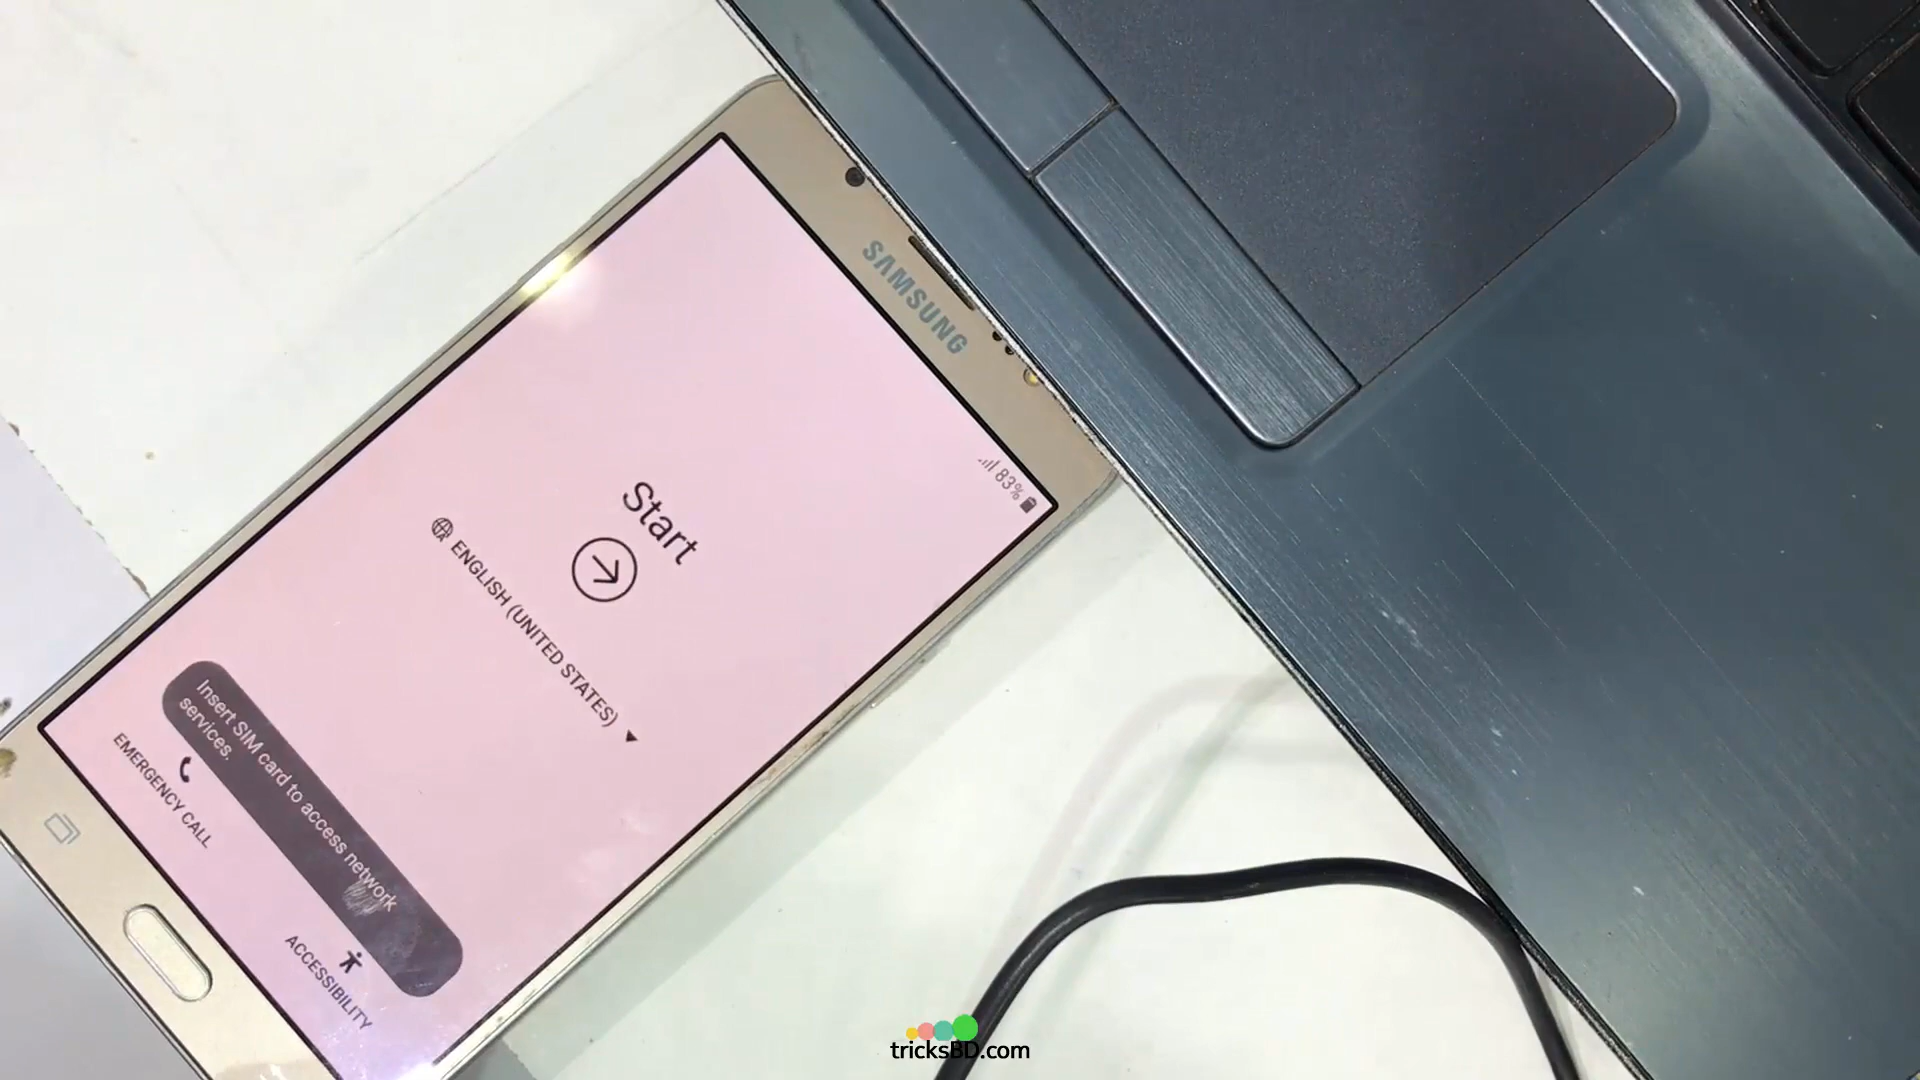 SAMSUNG
83%
Start
ENGLISH (UNITED STATES)
Insert SIM card to access network
services.
EMERGENCY CALL
ACCESSIBILITY
tricksBD.com